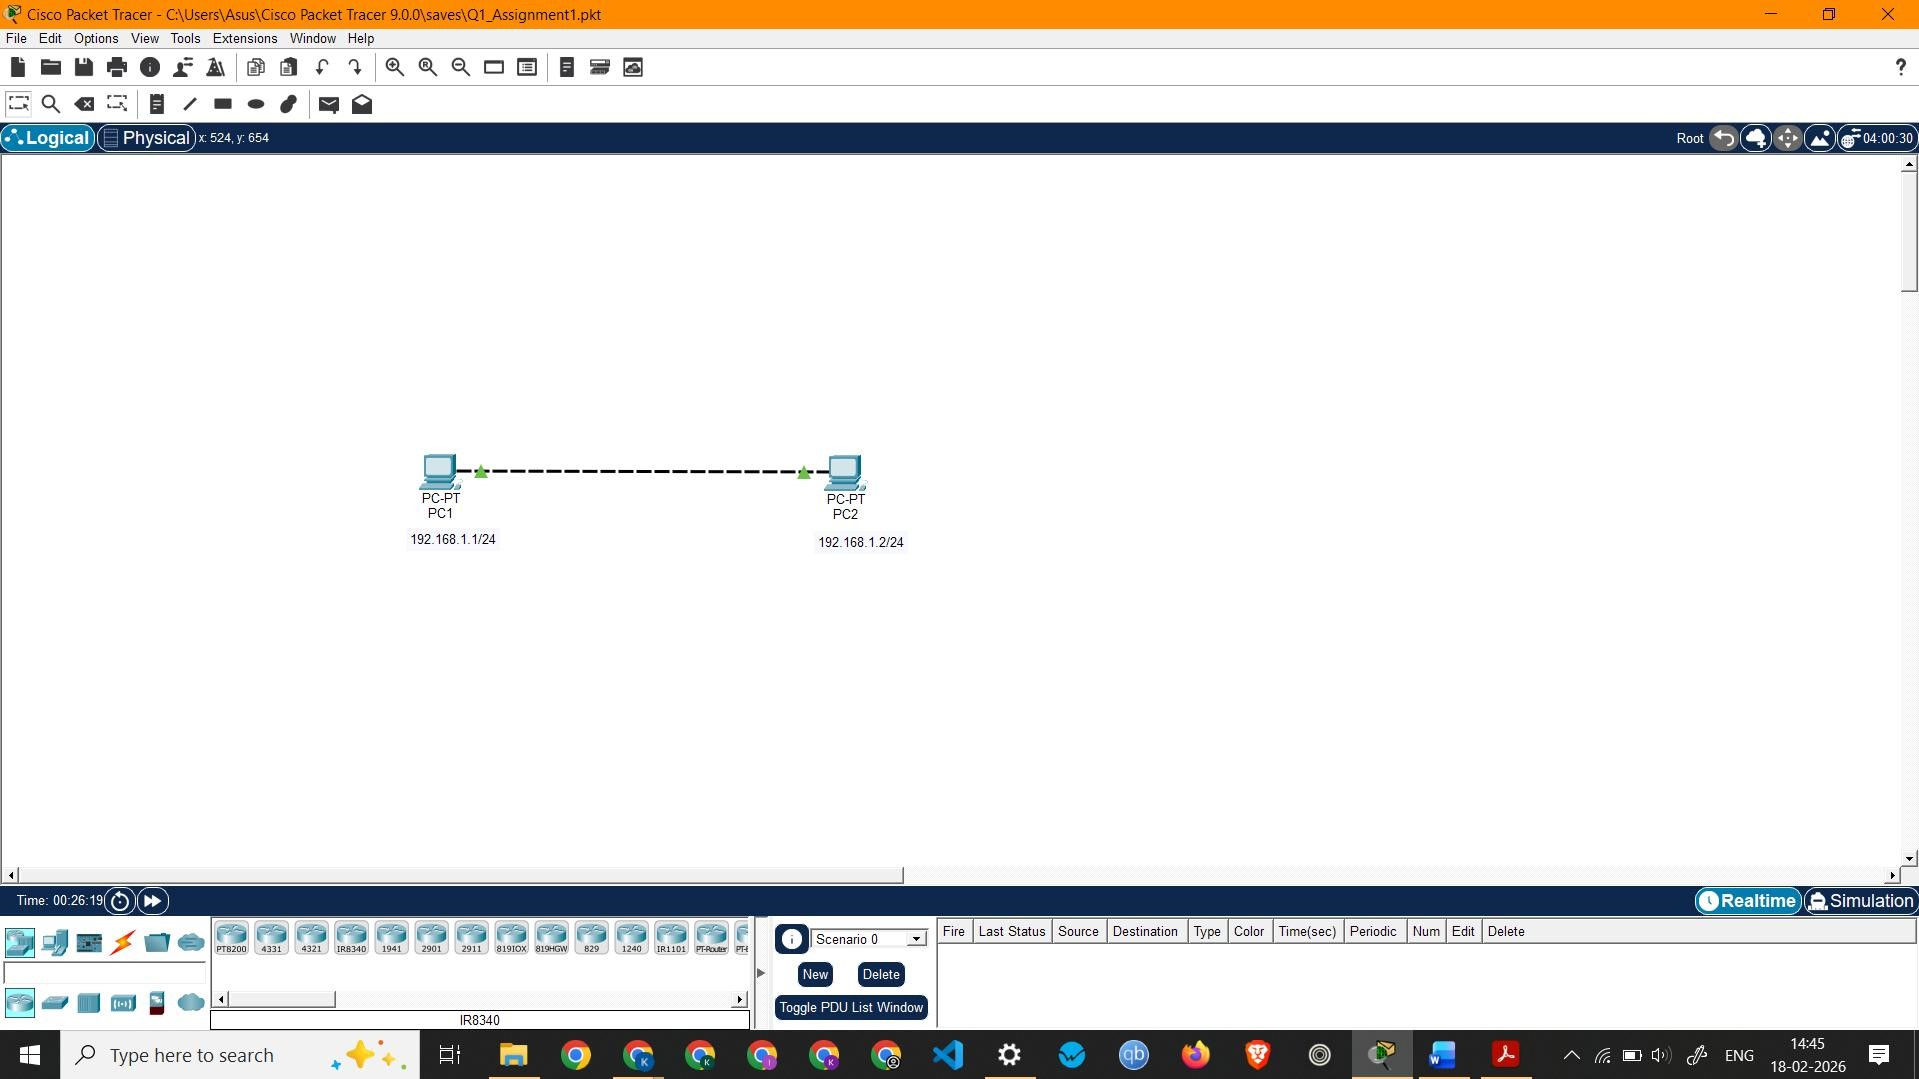 Cisco Packet Tracer - C:\Users\Asus\Cisco Packet Tracer 9.0.0\saves\Q1_Assignment1.pkt
File Edit Options View Tools Extensions Window Help
?
Logical Physical x: 524, y: 654 Root 04:00:30
PC-PT
PC1
192.168.1.1/24
PC-PT
PC2
192.168.1.2/24
Time: 00:26:19 Realtime Simulation
PT8200 4331 4321 IR8340 1941 2901 2911 819IOX 819HGW 829 1240 IR1101 PT-Router
IR8340
Scenario 0
New Delete
Toggle PDU List Window
Fire Last Status Source Destination Type Color Time(sec) Periodic Num Edit Delete
Type here to search
K K I K
qb
W
ENG
14:45
18-02-2026